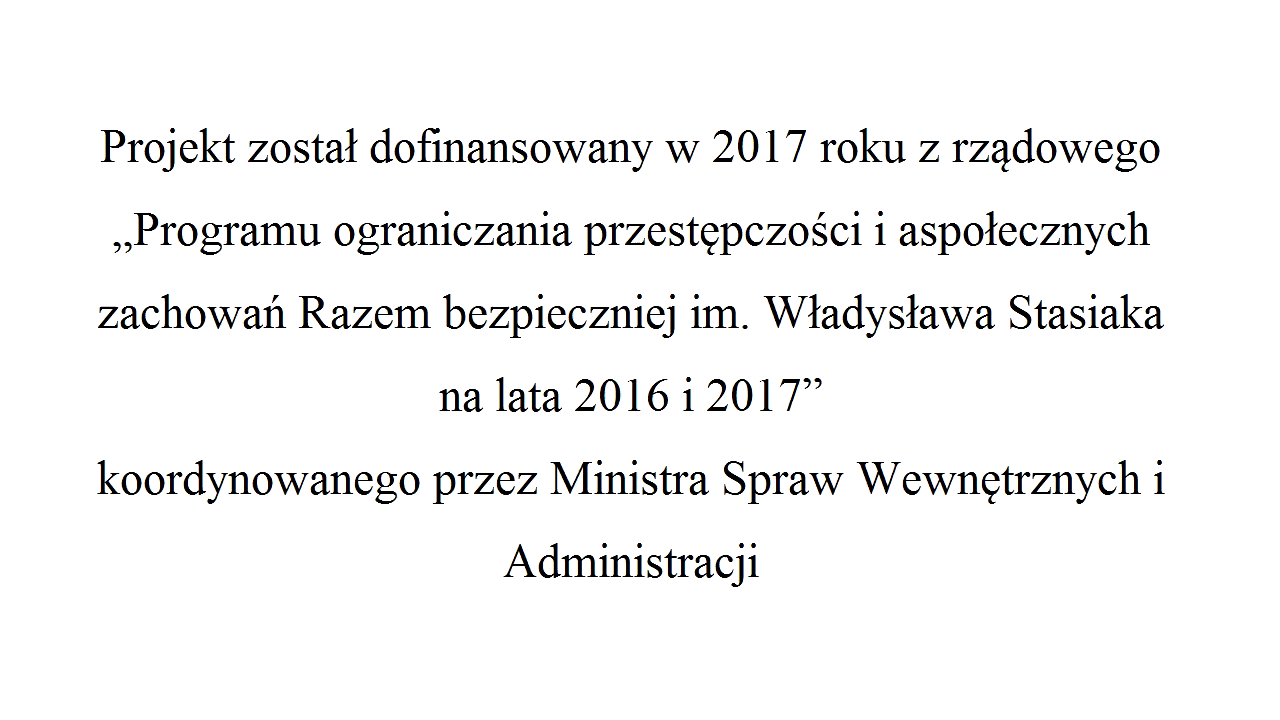 Projekt został dofinansowany w 2017 roku z rządowego
„Programu ograniczania przestępczości i aspołecznych
zachowań Razem bezpieczniej im. Władysława Stasiaka
na lata 2016 i 2017”
koordynowanego przez Ministra Spraw Wewnętrznych i
Administracji